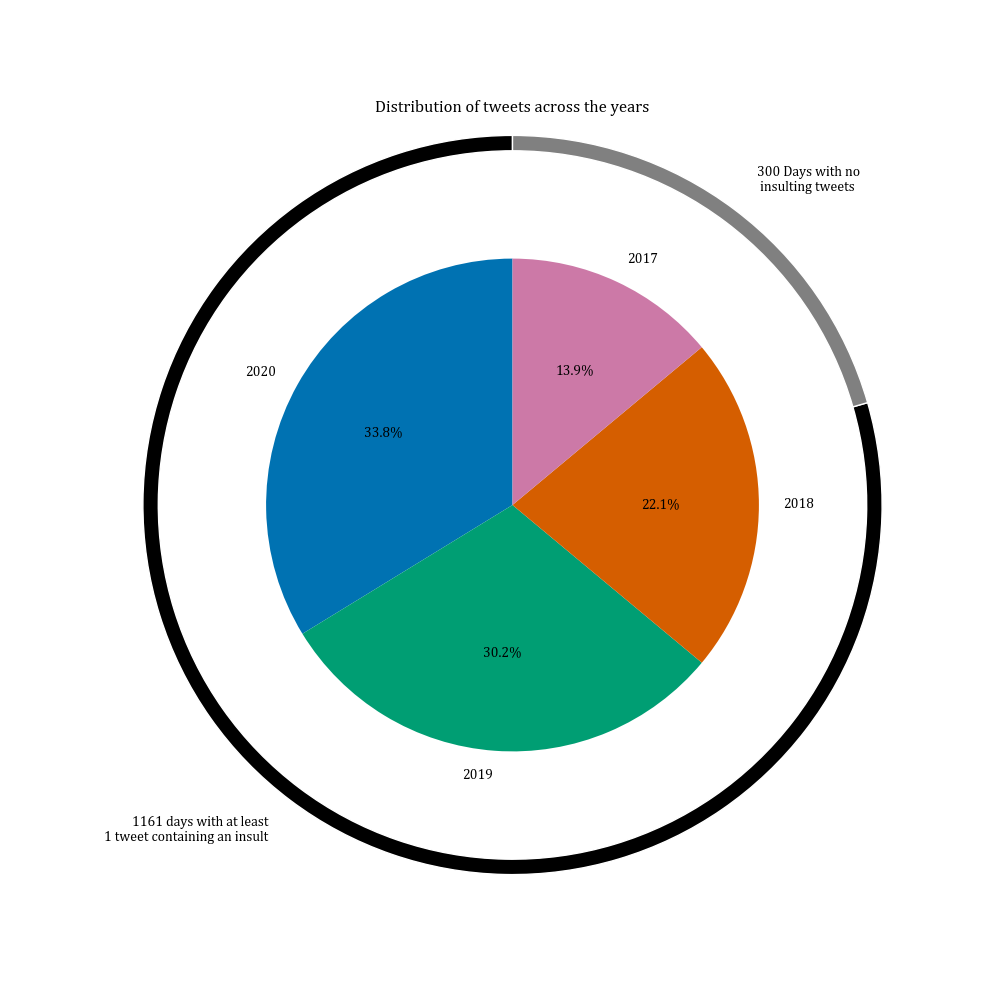 Distribution of tweets across the years
300 Days with no
insulting tweets
2017
2020
13.9%
33.8%
2018
22.1%
30.2%
2019
1161 days with at least
1 tweet containing an insult